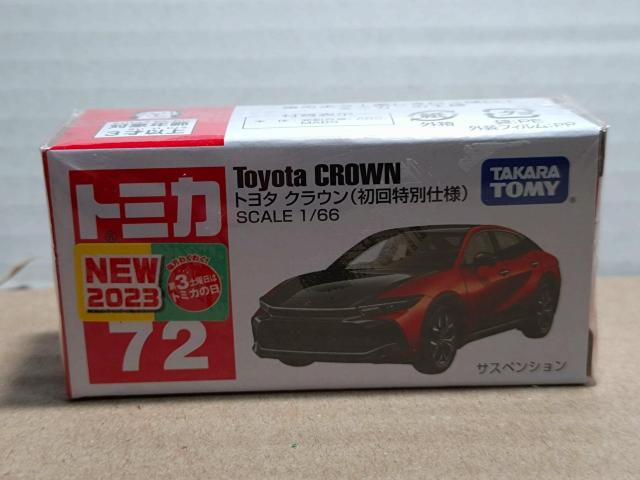 外箱
袋:PP
外装フィルム:PP
トミカ
Toyota CROWN
トヨタ クラウン(初回特別仕様)
SCALE 1/66
TAKARA
TOMY
NEW
2023
第3土曜日は
トミカの日
72
サスペンション